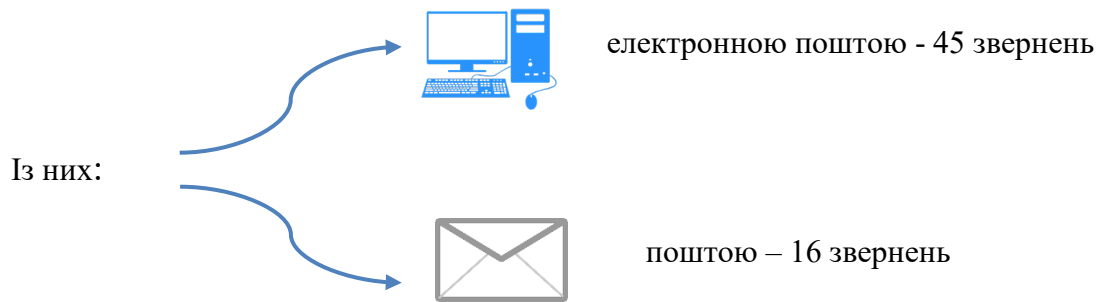 електронною поштою - 45 звернень
Із них:
поштою – 16 звернень